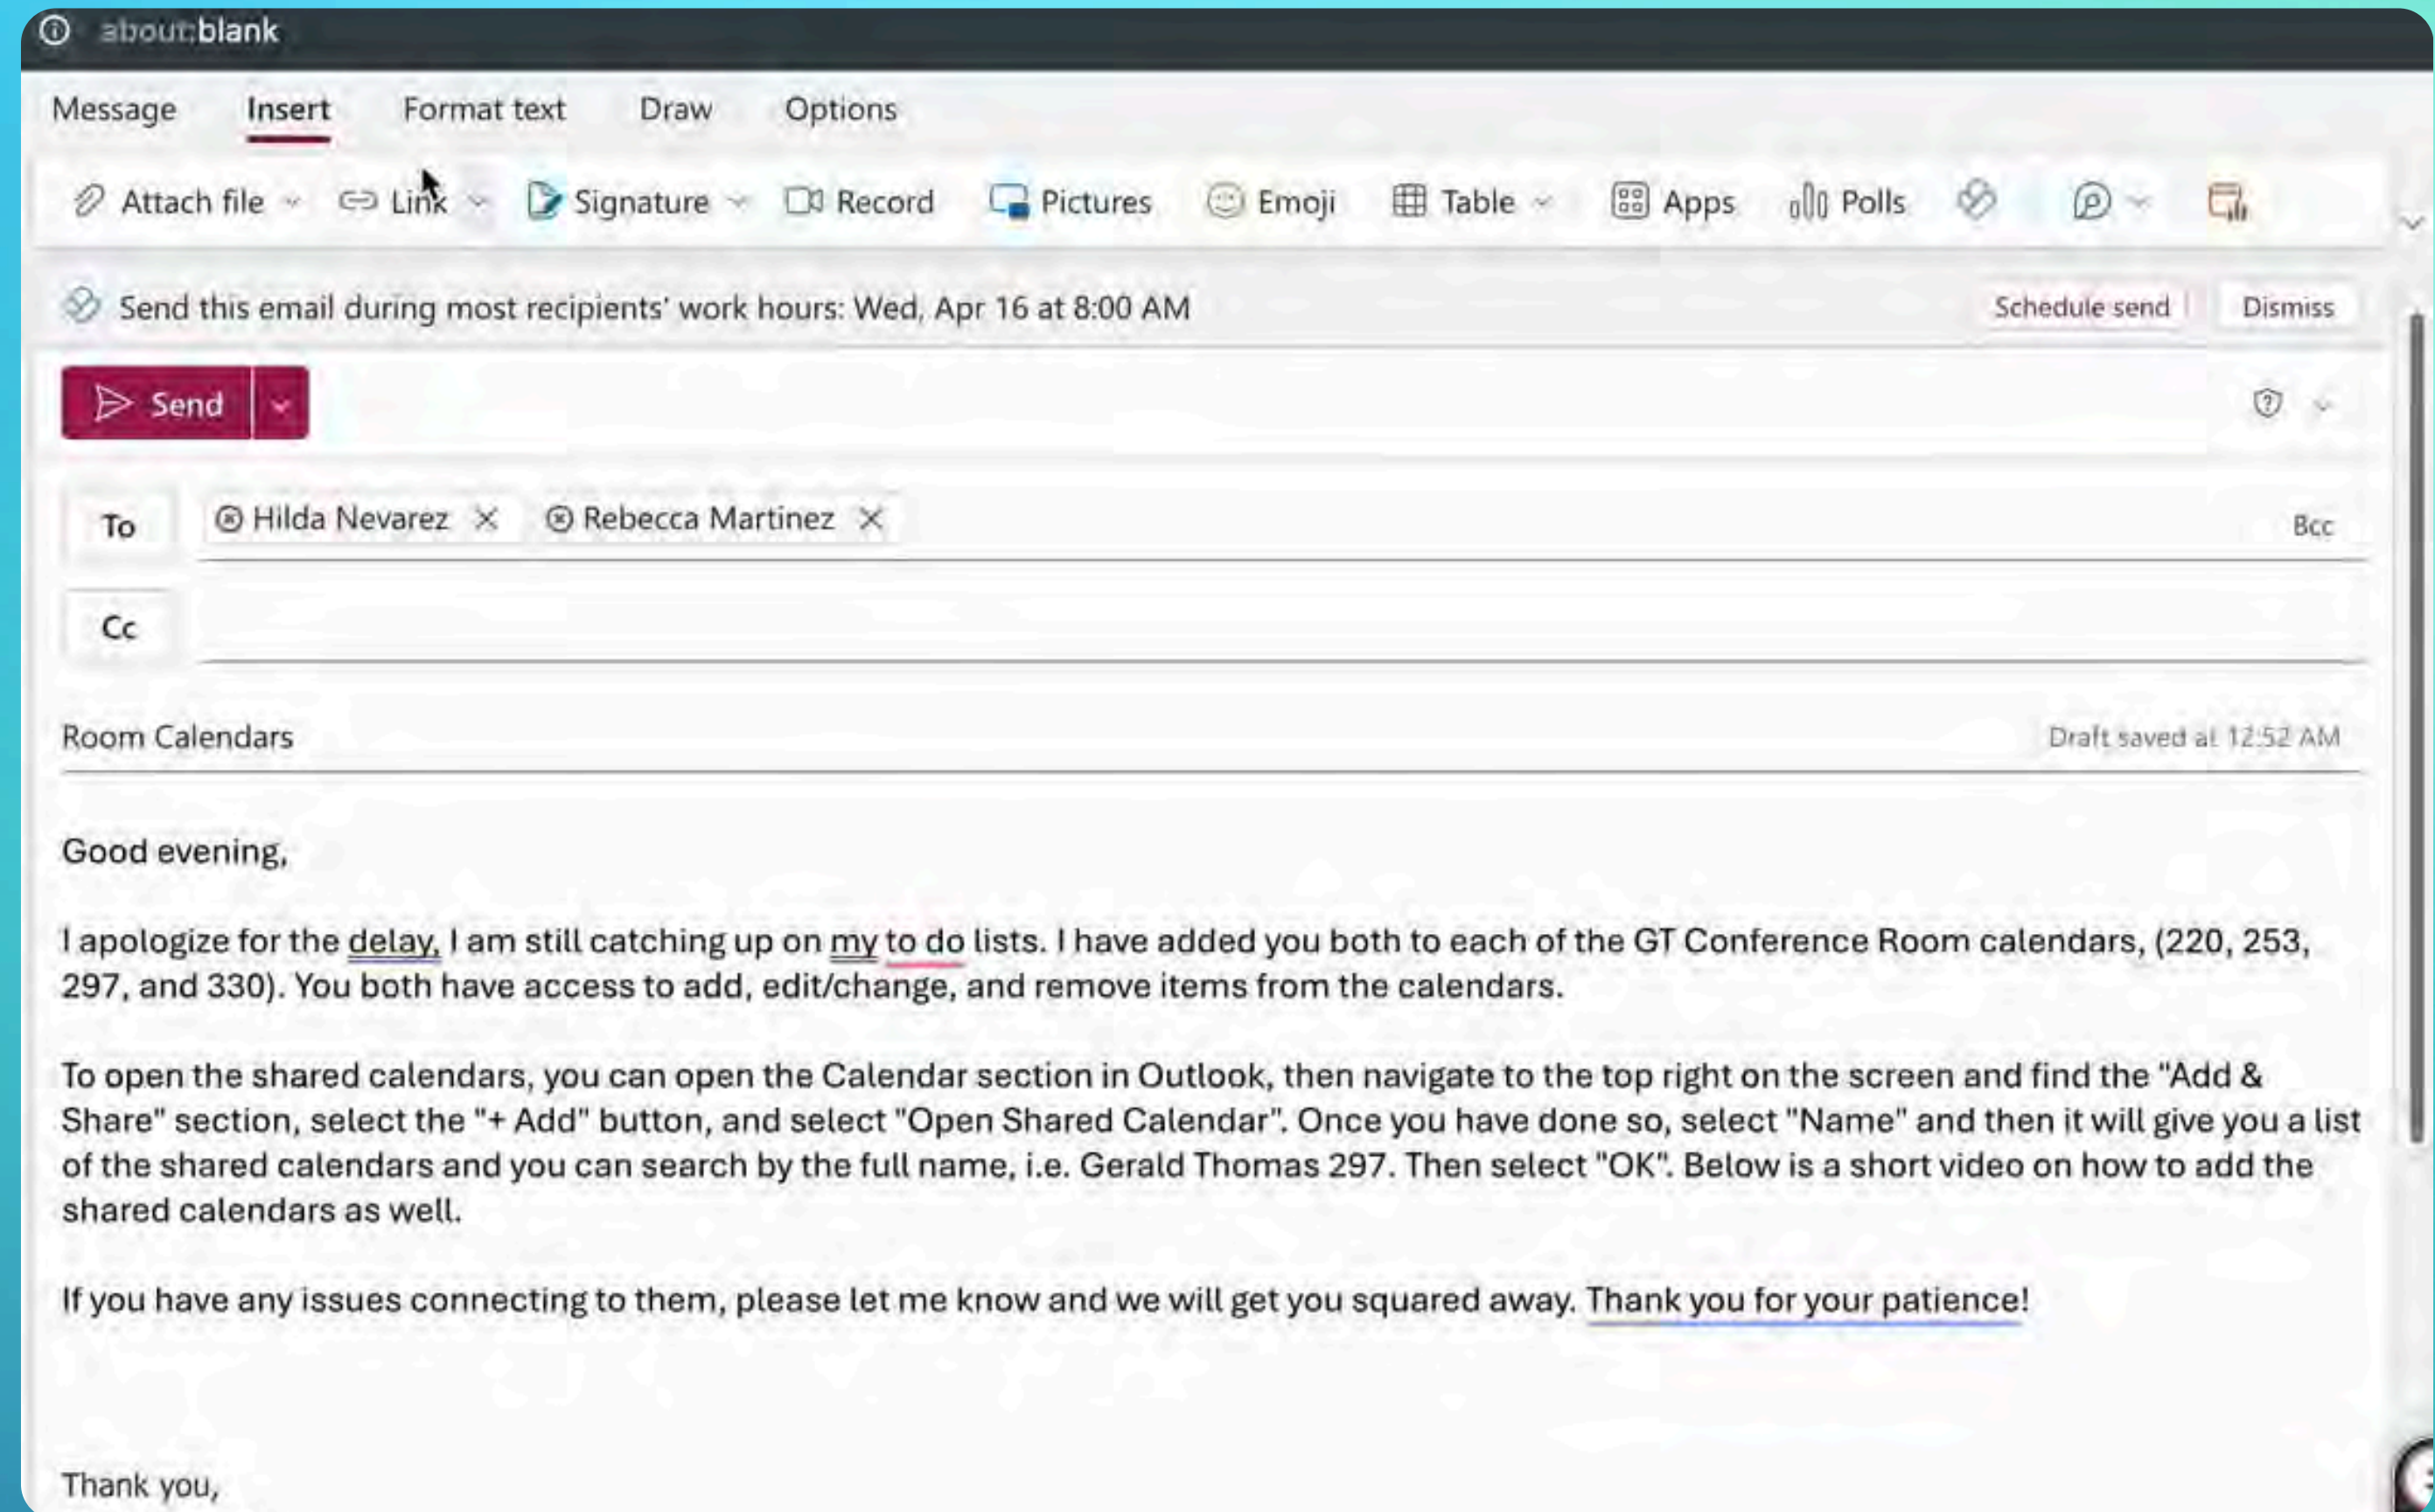 about:blank
Message Insert Format text Draw Options
Attach file Link Signature Record Pictures Emoji Table Apps Polls
Send this email during most recipients' work hours: Wed, Apr 16 at 8:00 AM Schedule send Dismiss
Send
To Hilda Nevarez Rebecca Martinez Bcc
Cc
Room Calendars Draft saved at 12:52 AM
Good evening,
I apologize for the delay, I am still catching up on my to do lists. I have added you both to each of the GT Conference Room calendars, (220, 253,
297, and 330). You both have access to add, edit/change, and remove items from the calendars.
To open the shared calendars, you can open the Calendar section in Outlook, then navigate to the top right on the screen and find the "Add &
Share" section, select the "+ Add" button, and select "Open Shared Calendar". Once you have done so, select "Name" and then it will give you a list
of the shared calendars and you can search by the full name, i.e. Gerald Thomas 297. Then select "OK". Below is a short video on how to add the
shared calendars as well.
If you have any issues connecting to them, please let me know and we will get you squared away. Thank you for your patience!
Thank you,